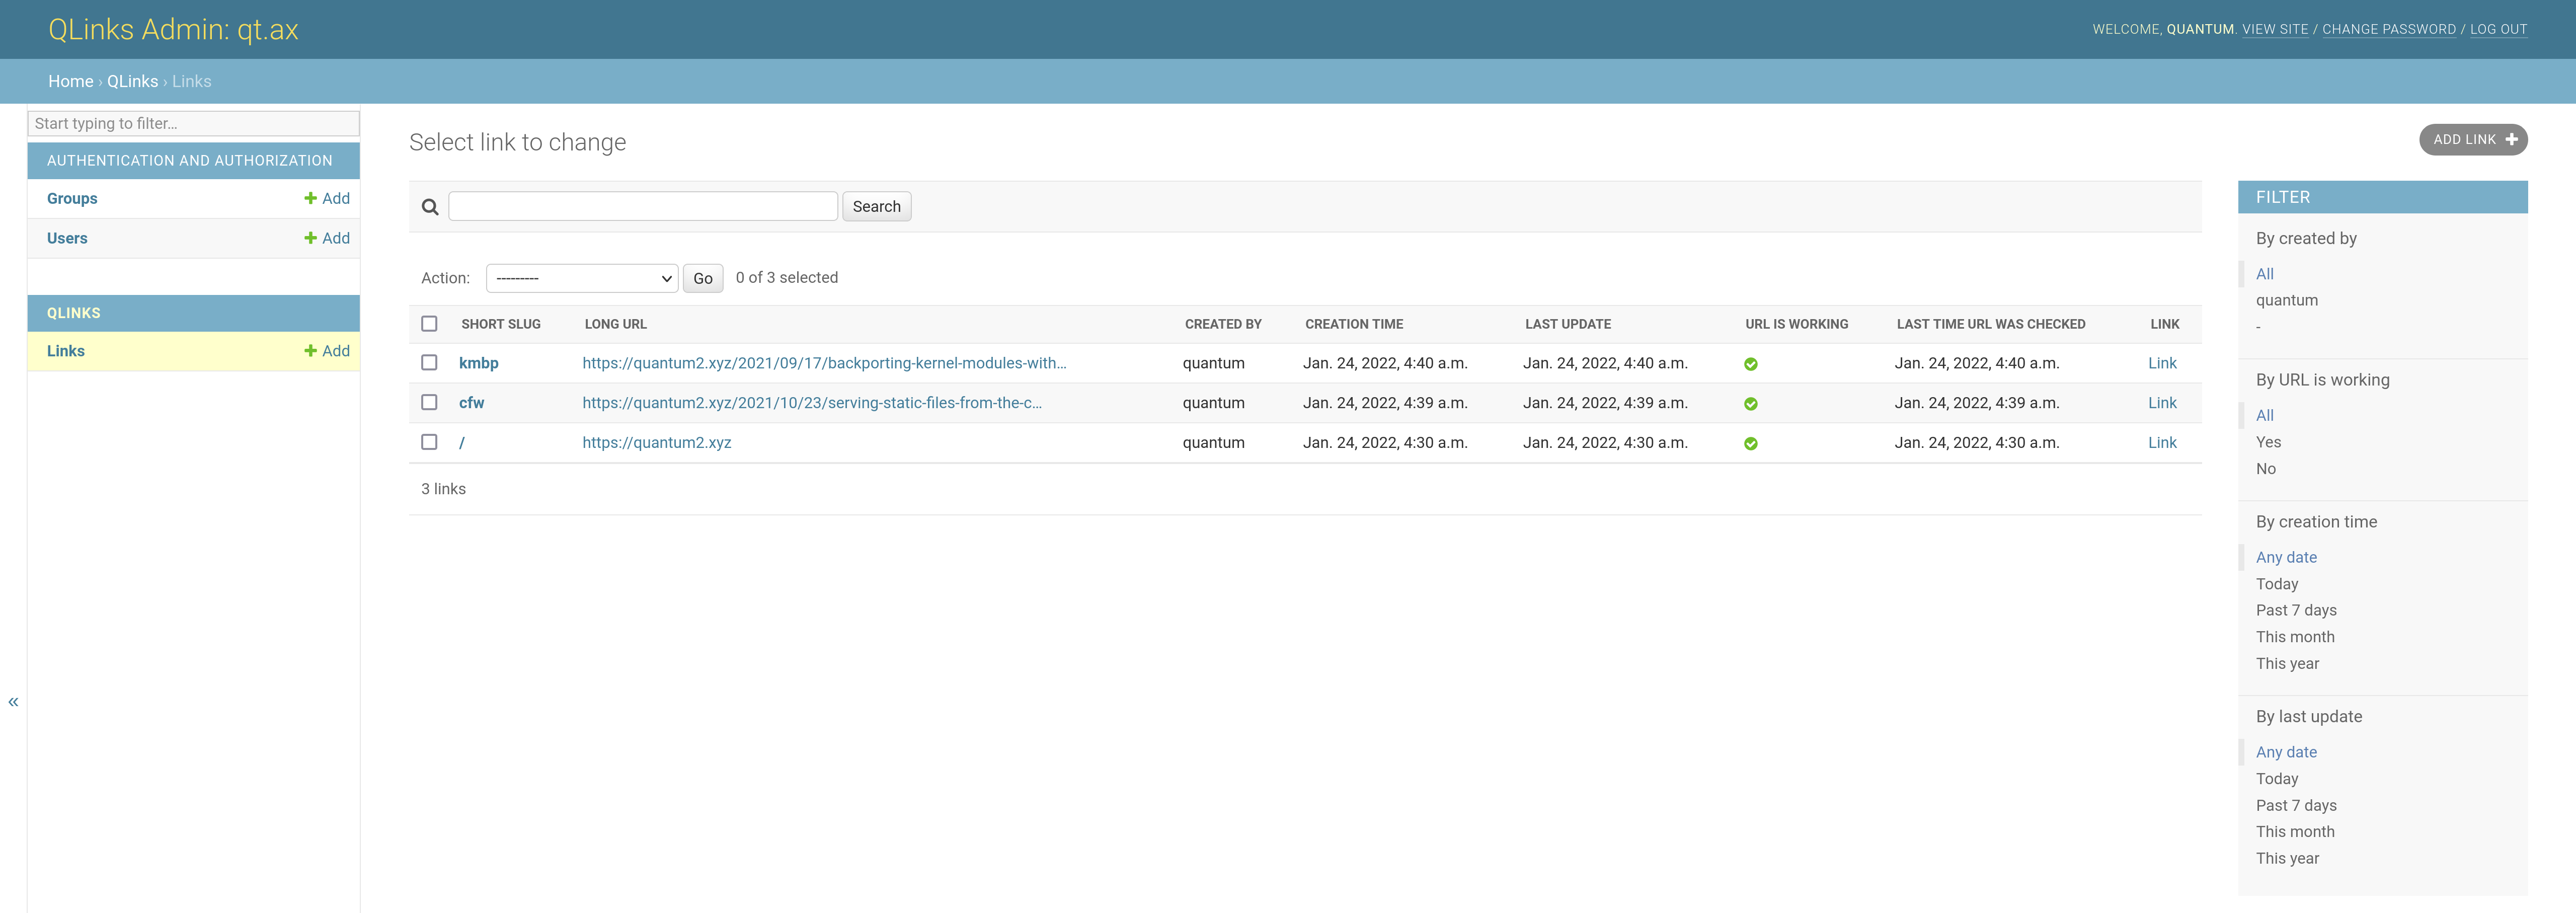 QLinks Admin: qt.ax
WELCOME, QUANTUM. VIEW SITE / CHANGE PASSWORD / LOG OUT
Home › QLinks › Links
Start typing to filter…
AUTHENTICATION AND AUTHORIZATION
Groups Add
Users Add
QLINKS
Links Add
«
Select link to change
ADD LINK
Search
Action: --------- Go 0 of 3 selected
SHORT SLUG LONG URL CREATED BY CREATION TIME LAST UPDATE URL IS WORKING LAST TIME URL WAS CHECKED LINK
kmbp https://quantum2.xyz/2021/09/17/backporting-kernel-modules-with… quantum Jan. 24, 2022, 4:40 a.m. Jan. 24, 2022, 4:40 a.m. Jan. 24, 2022, 4:40 a.m. Link
cfw https://quantum2.xyz/2021/10/23/serving-static-files-from-the-c… quantum Jan. 24, 2022, 4:39 a.m. Jan. 24, 2022, 4:39 a.m. Jan. 24, 2022, 4:39 a.m. Link
/ https://quantum2.xyz quantum Jan. 24, 2022, 4:30 a.m. Jan. 24, 2022, 4:30 a.m. Jan. 24, 2022, 4:30 a.m. Link
3 links
FILTER
By created by
All
quantum
-
By URL is working
All
Yes
No
By creation time
Any date
Today
Past 7 days
This month
This year
By last update
Any date
Today
Past 7 days
This month
This year